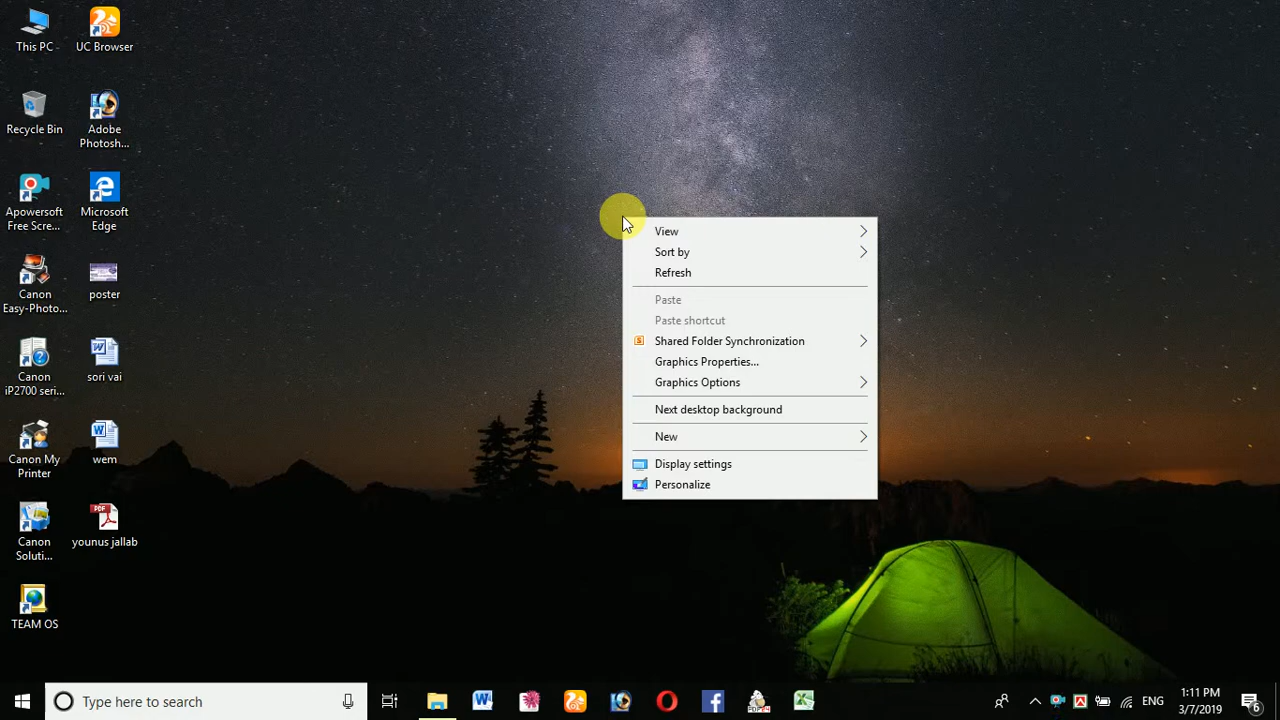 This PC
UC Browser
Recycle Bin
Adobe
Photosh...
Apowersoft
Free Scre...
Microsoft
Edge
Canon
Easy-Photo...
poster
Canon
iP2700 seri...
sori vai
Canon My
Printer
wem
Canon
Soluti...
younus jallab
TEAM OS
View
Sort by
Refresh
Paste
Paste shortcut
Shared Folder Synchronization
Graphics Properties...
Graphics Options
Next desktop background
New
Display settings
Personalize
Type here to search
ENG
1:11 PM
3/7/2019
6